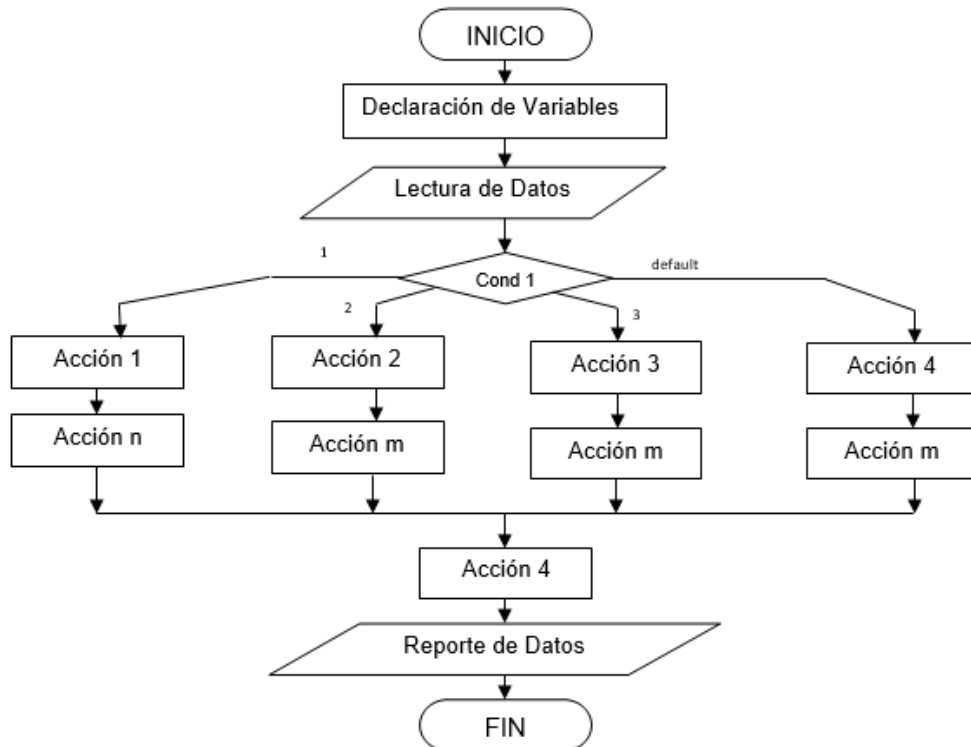 INICIO
Declaración de Variables
Lectura de Datos
Cond 1
1
2
3
default
Acción 1
Acción 2
Acción 3
Acción 4
Acción n
Acción m
Acción m
Acción m
Acción 4
Reporte de Datos
FIN